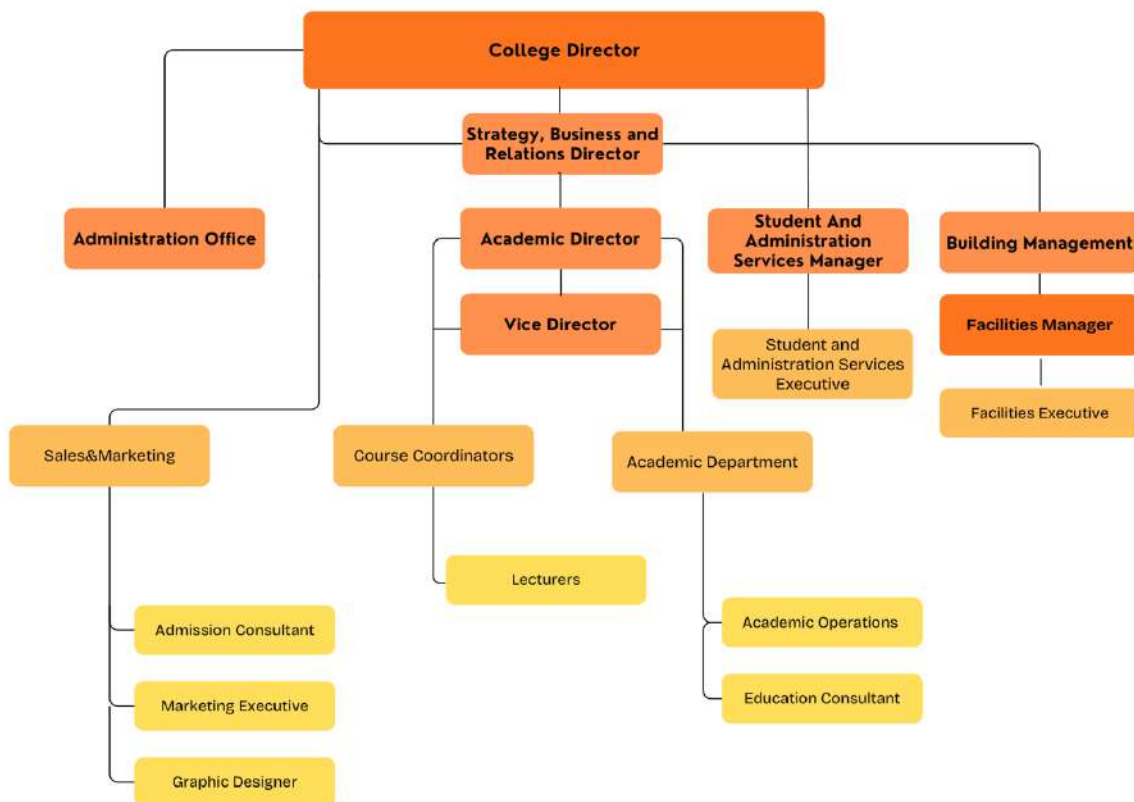 College Director
Strategy, Business and
Relations Director
Administration Office
Academic Director
Student And
Administration
Services Manager
Building Management
Vice Director
Facilities Manager
Student and
Administration Services
Executive
Facilities Executive
Sales&Marketing
Course Coordinators
Academic Department
Lecturers
Admission Consultant
Academic Operations
Marketing Executive
Education Consultant
Graphic Designer